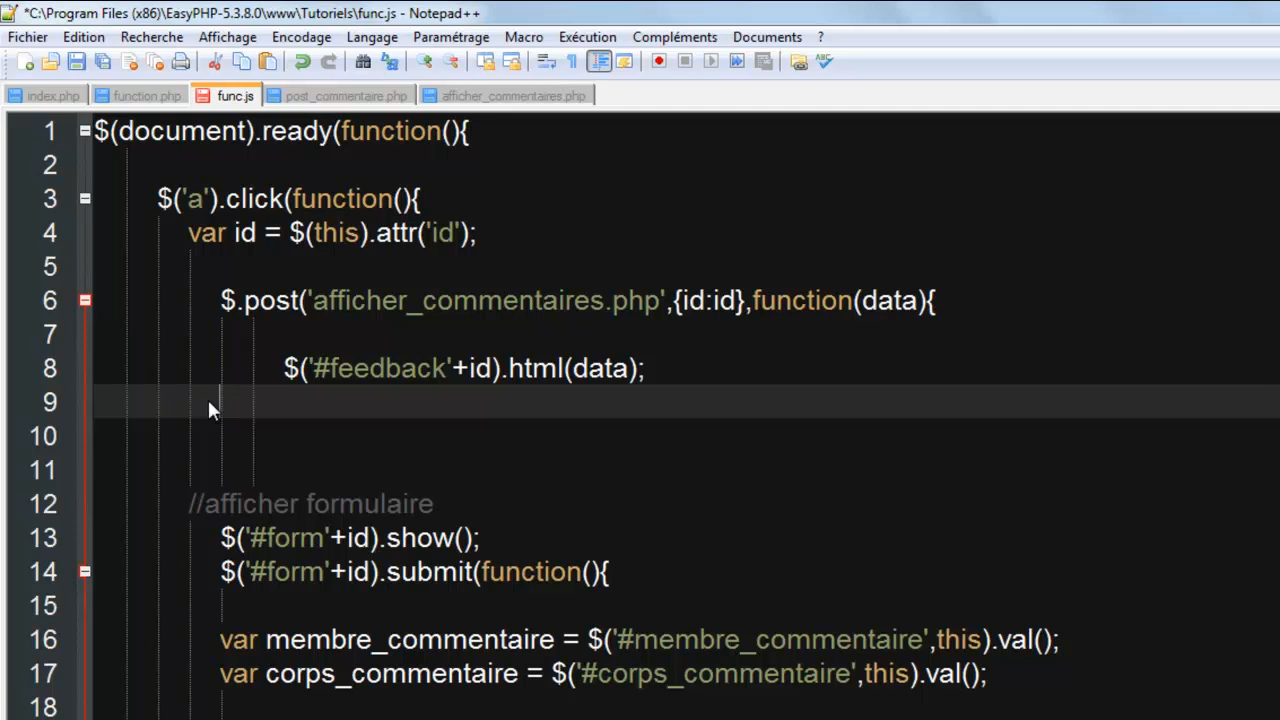 *C:\Program Files (x86)\EasyPHP-5.3.8.0\www\Tutoriels\func.js - Notepad++
Fichier Edition Recherche Affichage Encodage Langage Paramétrage Macro Exécution Compléments Documents ?
index.php function.php func.js post_commentaire.php afficher_commentaires.php
1 $(document).ready(function(){
2
3 $('a').click(function(){
4 var id = $(this).attr('id');
5
6 $.post('afficher_commentaires.php',{id:id},function(data){
7
8 $('#feedback'+id).html(data);
9
10
11
12 //afficher formulaire
13 $('#form'+id).show();
14 $('#form'+id).submit(function(){
15
16 var membre_commentaire = $('#membre_commentaire',this).val();
17 var corps_commentaire = $('#corps_commentaire',this).val();
18